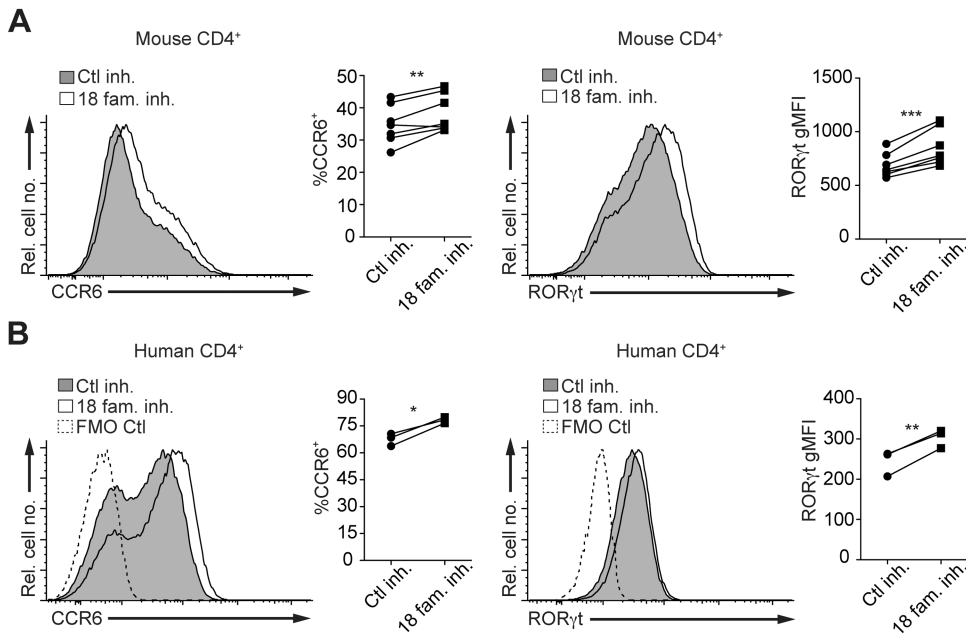 A
Mouse CD4⁺
Ctl inh.
18 fam. inh.
Rel. cell no.
CCR6
50
40
30
20
10
0
%CCR6⁺
**
Ctl inh.
18 fam. inh.
Mouse CD4⁺
Ctl inh.
18 fam. inh.
Rel. cell no.
RORγt
1500
1000
500
0
RORγt gMFI
***
Ctl inh.
18 fam. inh.
B
Human CD4⁺
Ctl inh.
18 fam. inh.
FMO Ctl
Rel. cell no.
CCR6
90
75
60
45
30
15
0
%CCR6⁺
*
Ctl inh.
18 fam. inh.
Human CD4⁺
Ctl inh.
18 fam. inh.
FMO Ctl
Rel. cell no.
RORγt
400
300
200
100
0
RORγt gMFI
**
Ctl inh.
18 fam. inh.